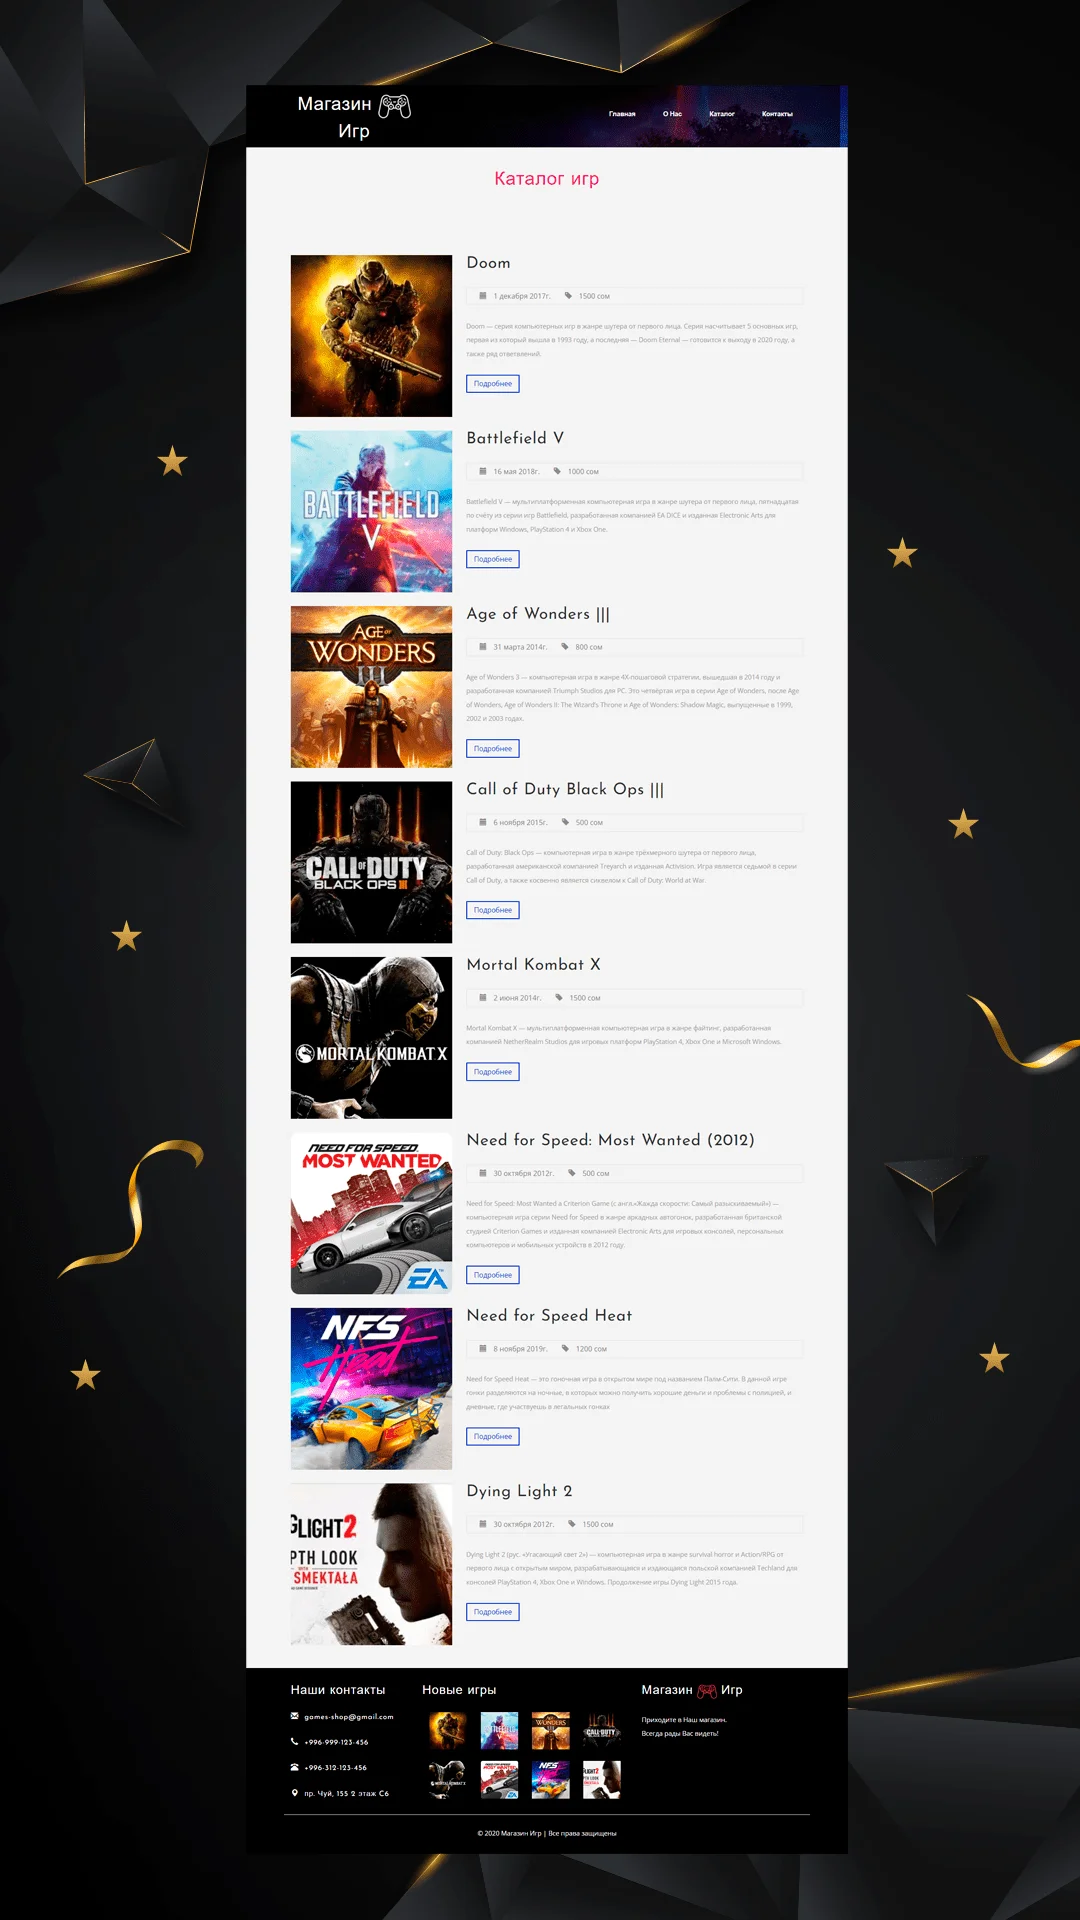 Магазин
Игр
Главная
О Нас
Каталог
Контакты
Каталог игр
Doom
1 декабря 2017г.
1500 сом
Doom — серия компьютерных игр в жанре шутера от первого лица. Серия насчитывает 5 основных игр,
первая из который вышла в 1993 году, а последняя — Doom Eternal — готовится к выходу в 2020 году, а
также ряд ответвлений.
Подробнее
BATTLEFIELD
V
Battlefield V
16 мая 2018г.
1000 сом
Battlefield V — мультиплатформенная компьютерная игра в жанре шутера от первого лица, пятнадцатая
по счёту из серии игр Battlefield, разработанная компанией EA DICE и изданная Electronic Arts для
платформ Windows, PlayStation 4 и Xbox One.
Подробнее
AGE OF
WONDERS
III
Age of Wonders |||
31 марта 2014г.
800 сом
Age of Wonders 3 — компьютерная игра в жанре 4X-пошаговой стратегии, вышедшая в 2014 году и
разработанная компанией Triumph Studios для PC. Это четвёртая игра в серии Age of Wonders, после Age
of Wonders, Age of Wonders II: The Wizard's Throne и Age of Wonders: Shadow Magic, выпущенные в 1999,
2002 и 2003 годах.
Подробнее
CALL OF DUTY
BLACK OPS III
Call of Duty Black Ops |||
6 ноября 2015г.
500 сом
Call of Duty: Black Ops — компьютерная игра в жанре трёхмерного шутера от первого лица,
разработанная американской компанией Treyarch и изданная Activision. Игра является седьмой в серии
Call of Duty, а также косвенно является сиквелом к Call of Duty: World at War.
Подробнее
MORTAL KOMBAT X
Mortal Kombat X
2 июня 2014г.
1500 сом
Mortal Kombat X — мультиплатформенная компьютерная игра в жанре файтинг, разработанная
компанией NetherRealm Studios для игровых платформ PlayStation 4, Xbox One и Microsoft Windows.
Подробнее
NEED FOR SPEED
MOST WANTED
EA
Need for Speed: Most Wanted (2012)
30 октября 2012г.
500 сом
Need for Speed: Most Wanted a Criterion Game (с англ.«Жажда скорости: Самый разыскиваемый») —
компьютерная игра серии Need for Speed в жанре аркадных автогонок, разработанная британской
студией Criterion Games и изданная компанией Electronic Arts для игровых консолей, персональных
компьютеров и мобильных устройств в 2012 году.
Подробнее
NFS
Heat
Need for Speed Heat
8 ноября 2019г.
1200 сом
Need for Speed Heat — это гоночная игра в открытом мире под названием Палм-Сити. В данной игре
гонки разделяются на ночные, в которых можно получить хорошие деньги и проблемы с полицией, и
дневные, где участвуешь в легальных гонках
Подробнее
GLIGHT2
PTH LOOK
WITH
SMEKTAŁA
Dying Light 2
30 октября 2012г.
1500 сом
Dying Light 2 (рус. «Угасающий свет 2») — компьютерная игра в жанре survival horror и Action/RPG от
первого лица с открытым миром, разрабатывающаяся и издающаяся польской компанией Techland для
консолей PlayStation 4, Xbox One и Windows. Продолжение игры Dying Light 2015 года.
Подробнее
Наши контакты
games-shop@gmail.com
+996-999-123-456
+996-312-123-456
пр. Чуй, 155 2 этаж С6
Новые игры
Магазин Игр
Приходите в Наш магазин.
Всегда рады Вас видеть!
© 2020 Магазин Игр | Все права защищены